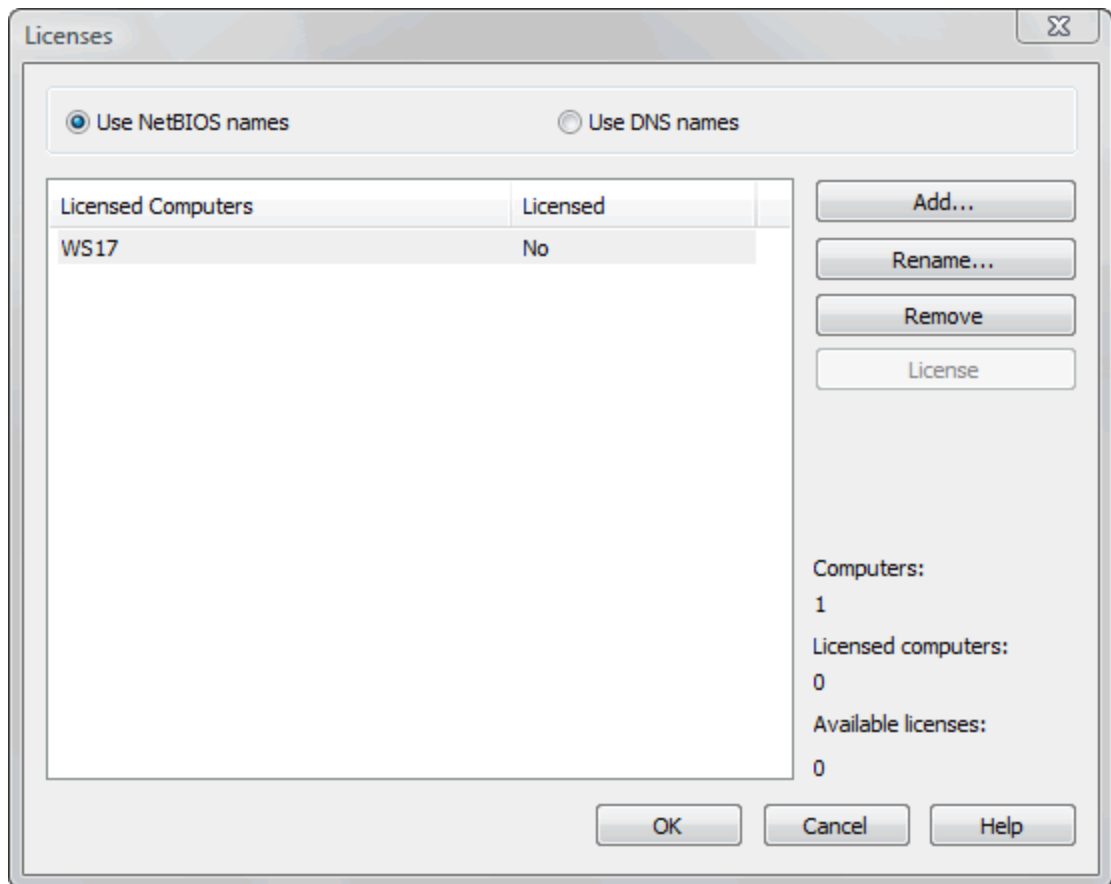 Licenses
Use NetBIOS names Use DNS names
Licensed Computers Licensed
WS17 No
Add...
Rename...
Remove
License
Computers:
1
Licensed computers:
0
Available licenses:
0
OK Cancel Help